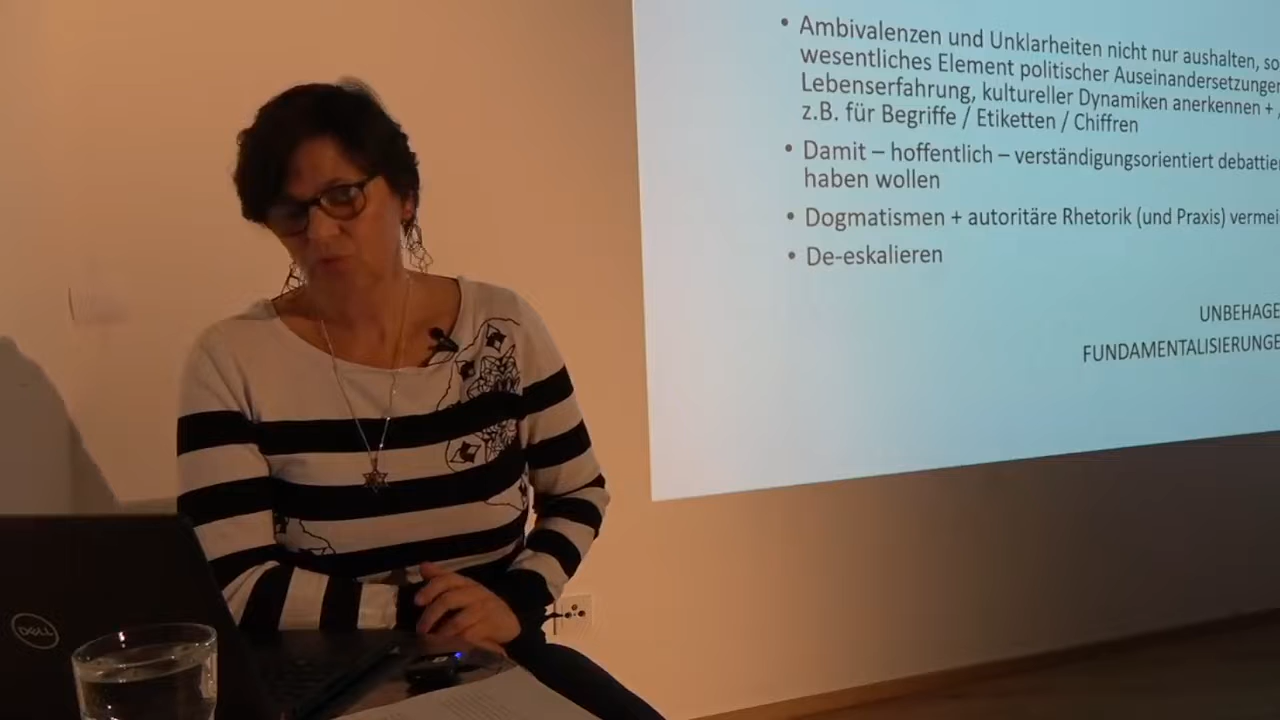 • Ambivalenzen und Unklarheiten nicht nur aushalten, so
wesentliches Element politischer Auseinandersetzungen
Lebenserfahrung, kultureller Dynamiken anerkennen +
z.B. für Begriffe / Etiketten / Chiffren
• Damit – hoffentlich – verständigungsorientiert debattie
haben wollen
• Dogmatismen + autoritäre Rhetorik (und Praxis) vermei
• De-eskalieren
UNBEHAGE
FUNDAMENTALISIERUNGE
DELL